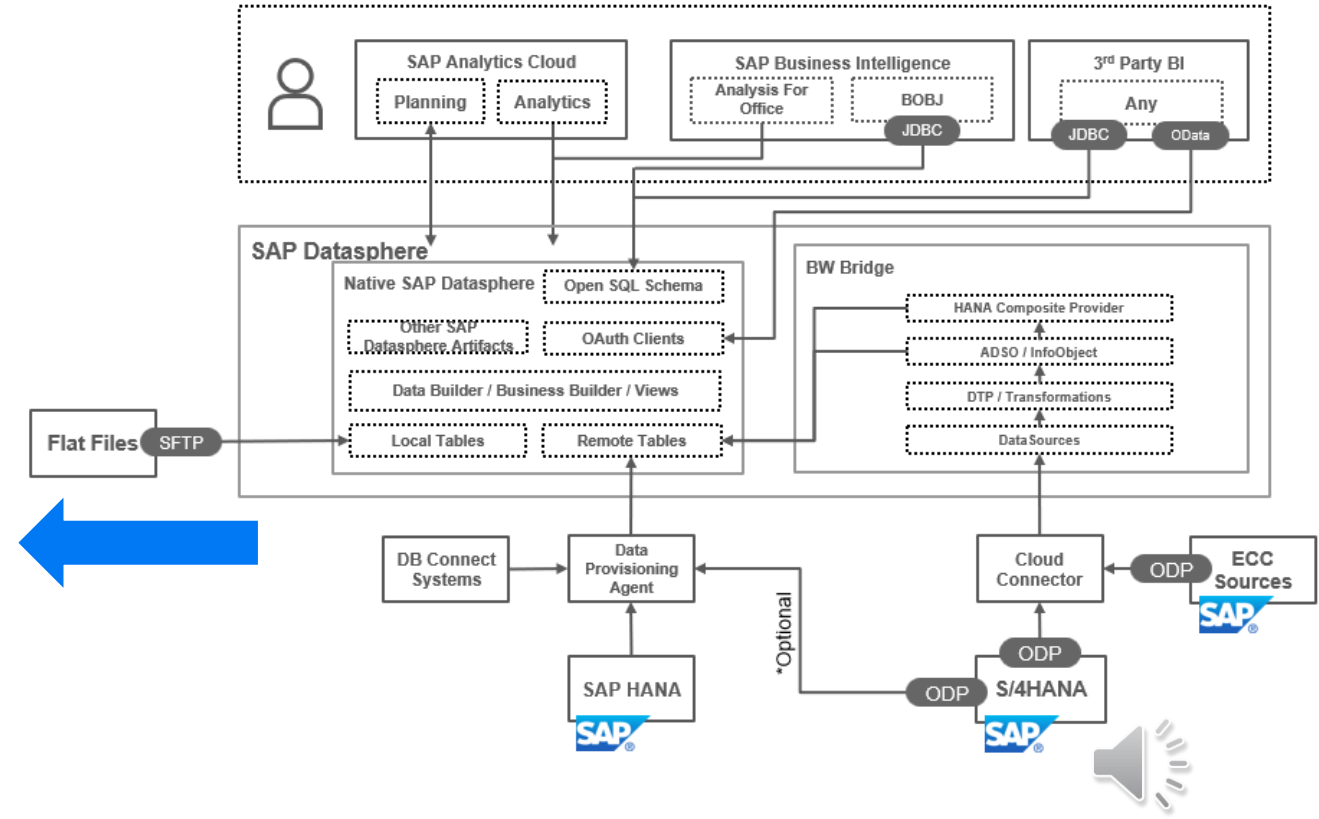 SAP Analytics Cloud
Planning
Analytics
SAP Business Intelligence
Analysis For
Office
BOBJ
JDBC
3rd Party BI
Any
JDBC
OData
SAP Datasphere
Native SAP Datasphere
Open SQL Schema
Other SAP
Datasphere Artifacts
OAuth Clients
Data Builder / Business Builder / Views
Local Tables
Remote Tables
BW Bridge
HANA Composite Provider
ADSO / InfoObject
DTP / Transformations
DataSources
Flat Files
SFTP
DB Connect
Systems
Data
Provisioning
Agent
Cloud
Connector
ODP
ECC
Sources
SAP®
*Optional
ODP
SAP HANA
SAP®
ODP
S/4HANA
SAP®